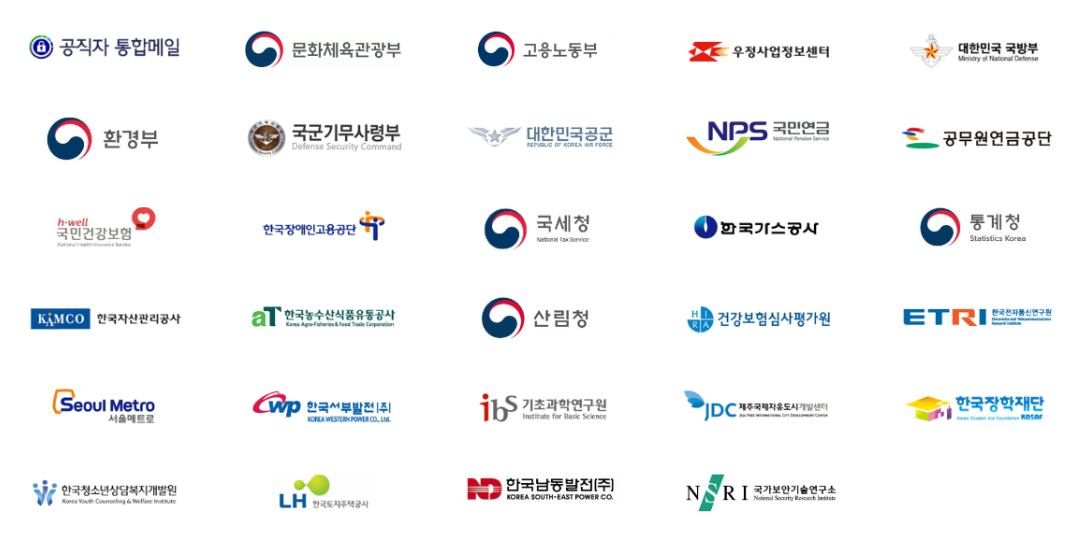 공직자 통합메일
문화체육관광부
고용노동부
우정사업정보센터
대한민국 국방부
Ministry of National Defense
환경부
국군기무사령부
Defense Security Command
대한민국공군
REPUBLIC OF KOREA AIR FORCE
NPS 국민연금
National Pension Service
공무원연금공단
h-well
국민건강보험
National Health Insurance Service
한국장애인고용공단
국세청
National Tax Service
한국가스공사
통계청
Statistics Korea
KAMCO 한국자산관리공사
aT 한국농수산식품유통공사
Korea Agro-Fisheries & Food Trade Corporation
산림청
HIRA 건강보험심사평가원
ETRI 한국전자통신연구원
Electronics and Telecommunications
Research Institute
Seoul Metro
서울메트로
cwp 한국서부발전(주)
KOREA WESTERN POWER CO., Ltd.
ibs 기초과학연구원
Institute for Basic Science
JDC 제주국제자유도시개발센터
JEJU FREE INTERNATIONAL CITY DEVELOPMENT CENTER
한국장학재단
Korea Student Aid Foundation KOSAF
한국청소년상담복지개발원
Korea Youth Counseling & Welfare Institute
LH 한국토지주택공사
한국남동발전(주)
KOREA SOUTH-EAST POWER CO.
NSRI 국가보안기술연구소
National Security Research Institute